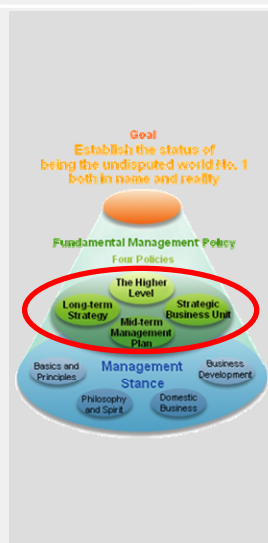 Goal
Establish the status of
being the undisputed world No. 1
both in name and reality
Fundamental Management Policy
Four Policies
The Higher
Level
Long-term
Strategy
Strategic
Business Unit
Mid-term
Management
Plan
Basics and
Principles
Management
Stance
Business
Development
Philosophy
and Spirit
Domestic
Business